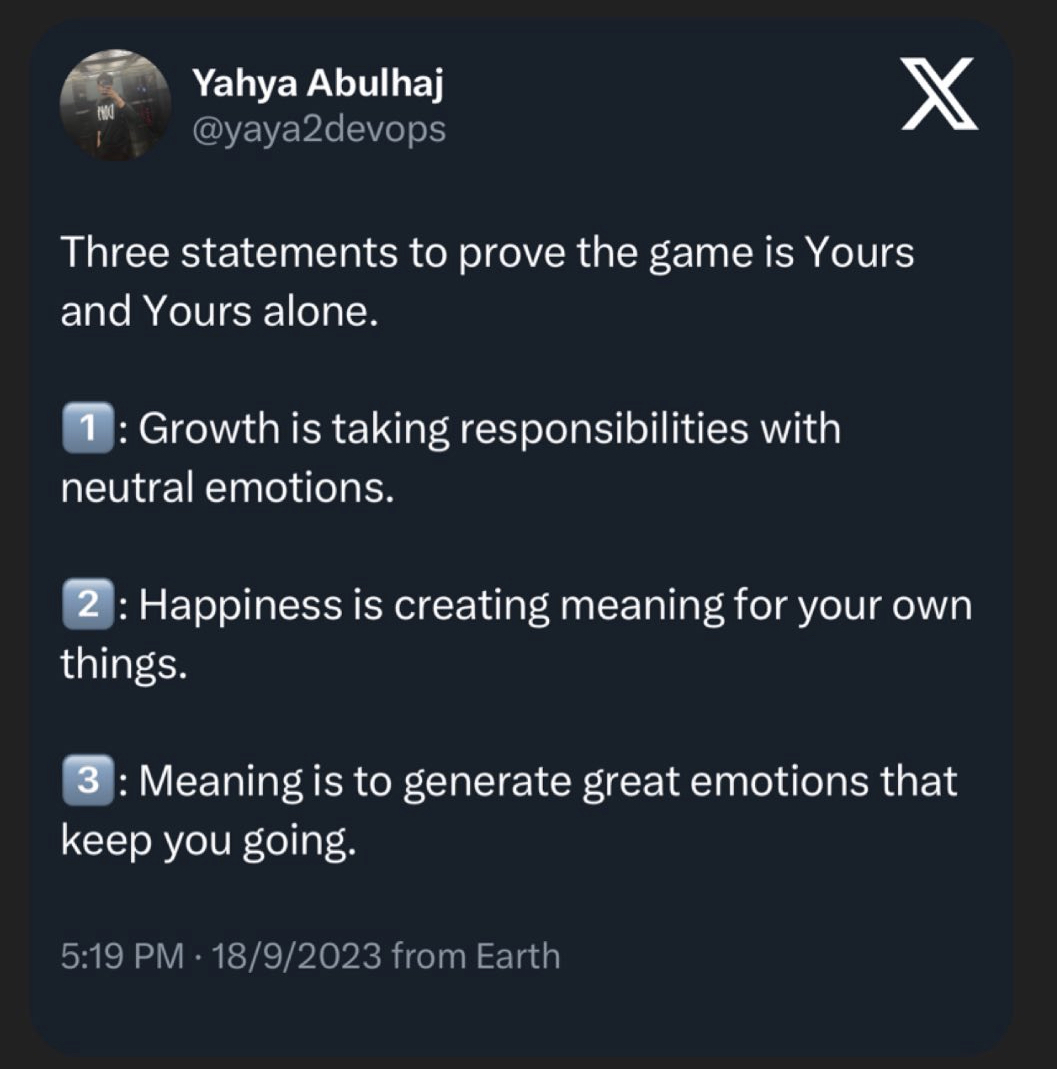 Yahya Abulhaj
@yaya2devops
Three statements to prove the game is Yours
and Yours alone.
1️⃣: Growth is taking responsibilities with
neutral emotions.
2️⃣: Happiness is creating meaning for your own
things.
3️⃣: Meaning is to generate great emotions that
keep you going.
5:19 PM · 18/9/2023 from Earth